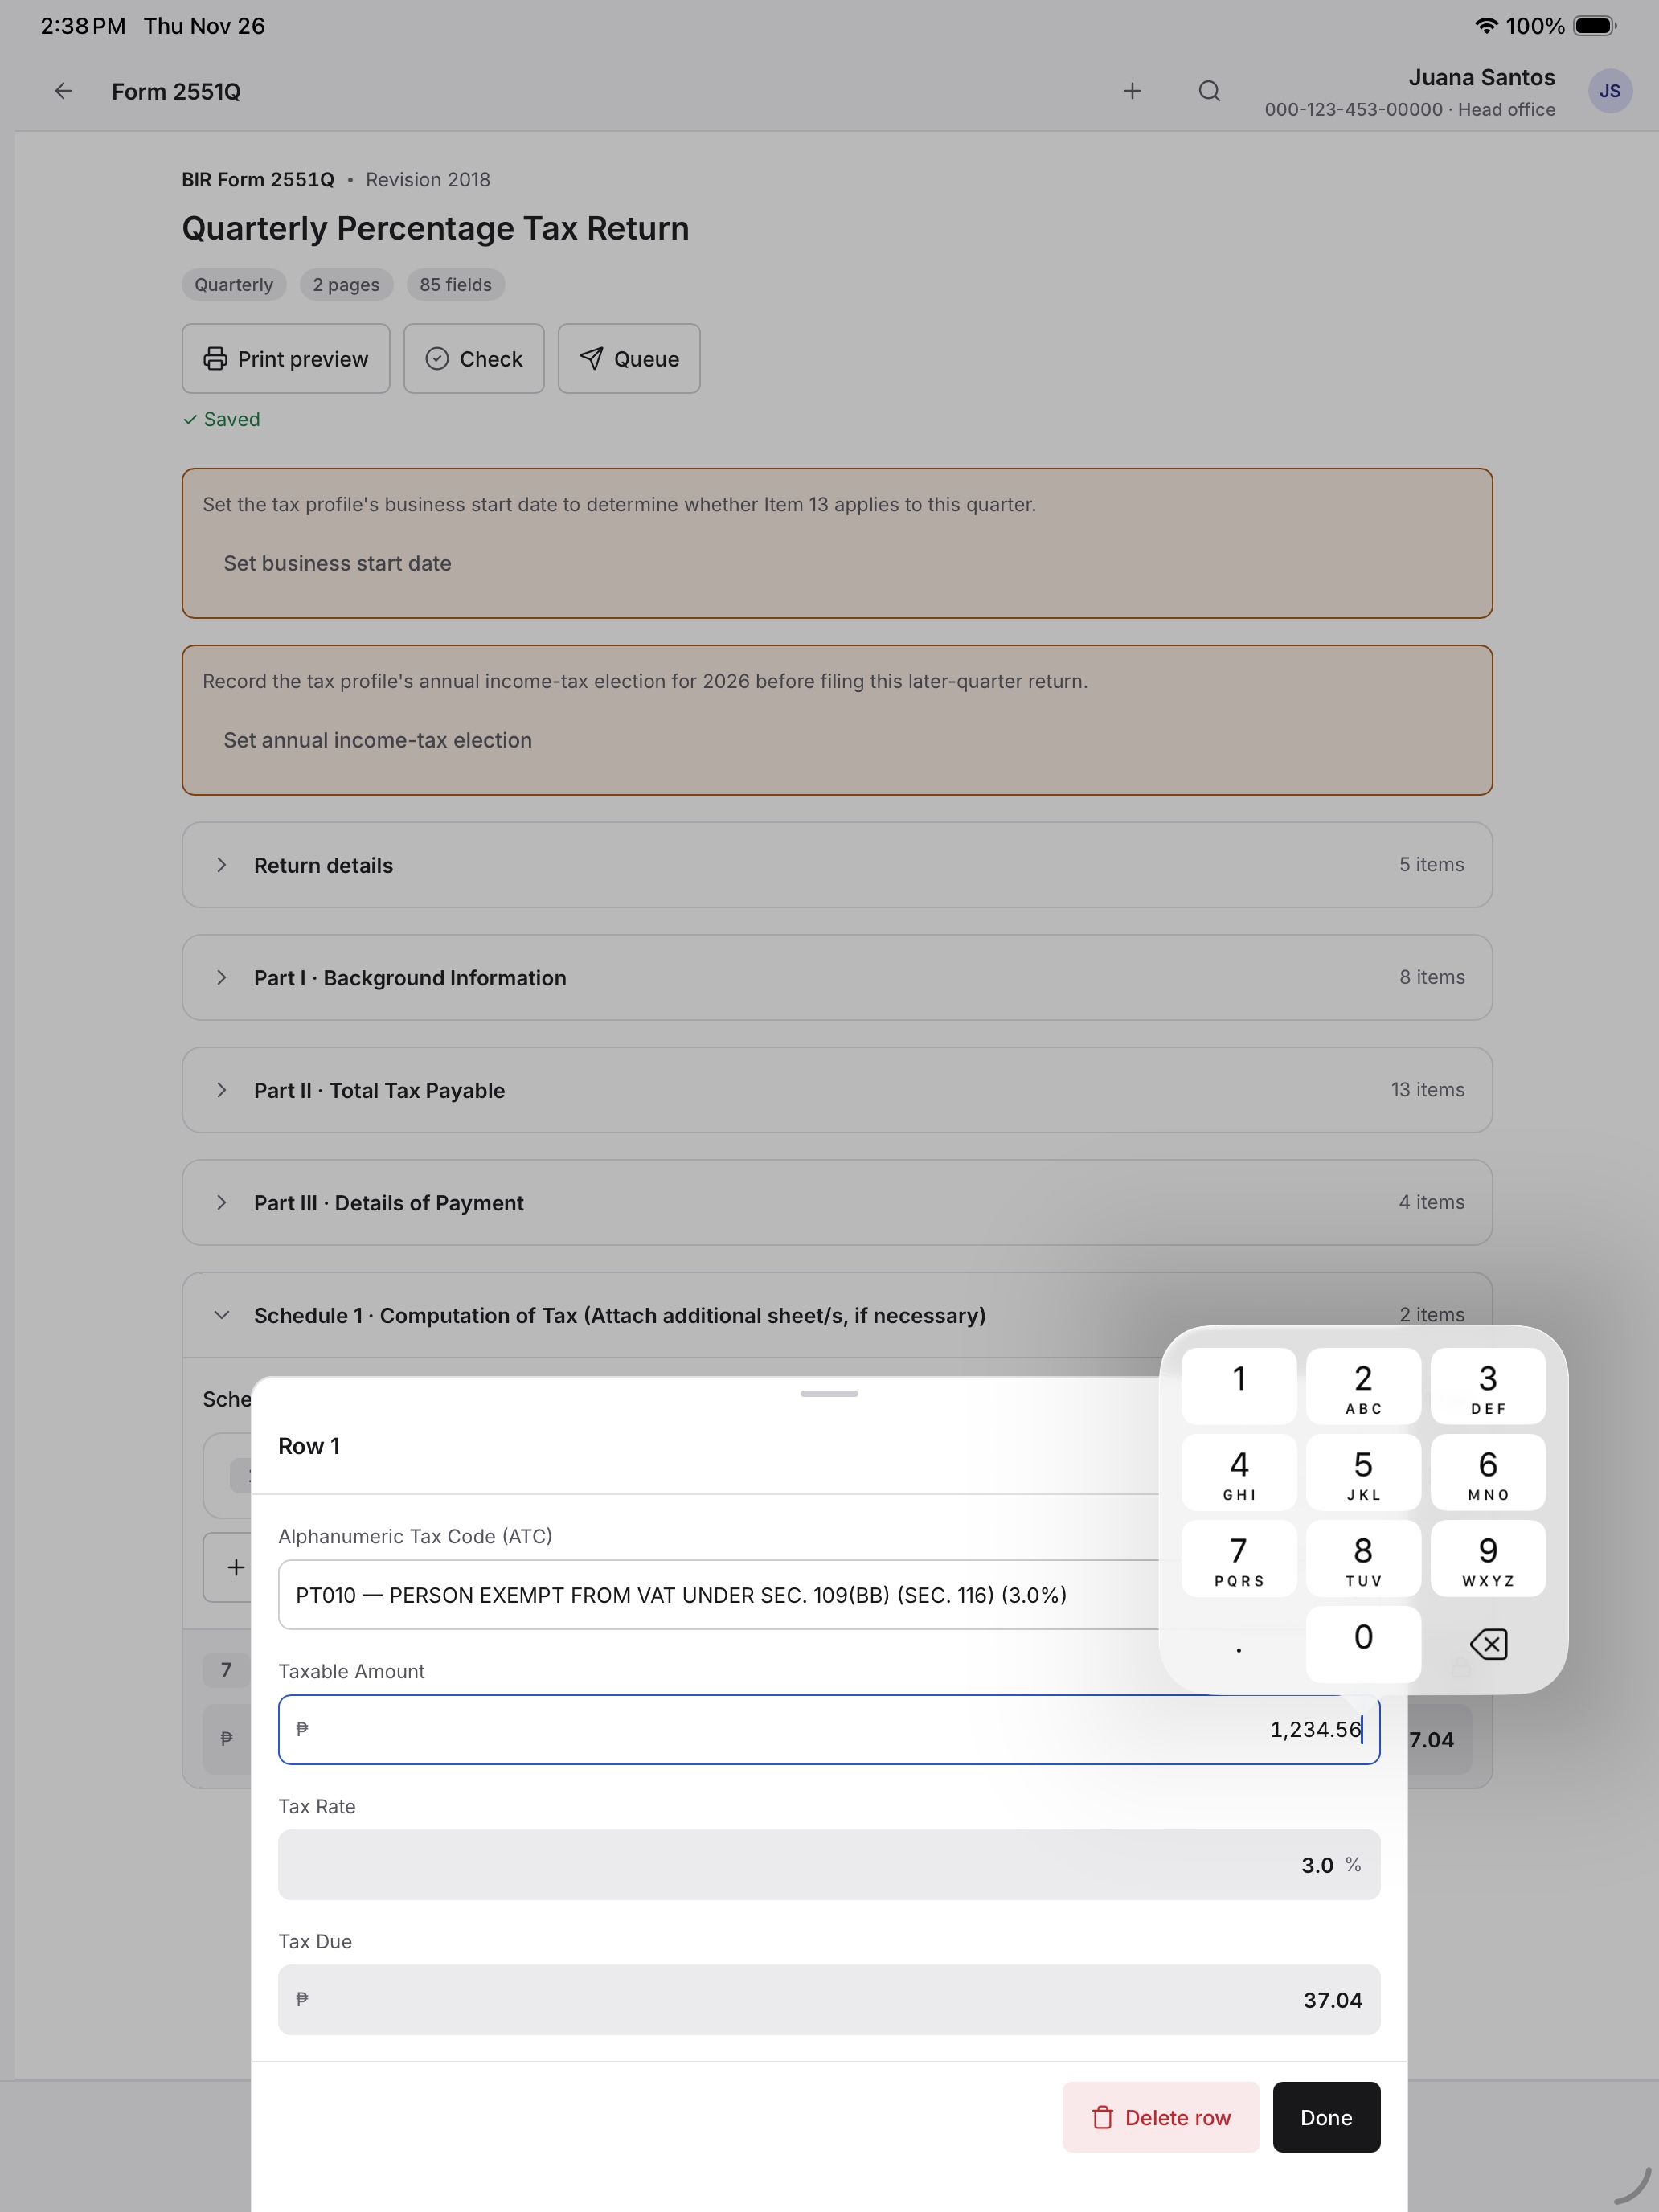 2:38 PM Thu Nov 26
100%
Form 2551Q
Juana Santos
000-123-453-00000 · Head office
JS
BIR Form 2551Q • Revision 2018
Quarterly Percentage Tax Return
Quarterly
2 pages
85 fields
Print preview
Check
Queue
Saved
Set the tax profile's business start date to determine whether Item 13 applies to this quarter.
Set business start date
Record the tax profile's annual income-tax election for 2026 before filing this later-quarter return.
Set annual income-tax election
Return details
5 items
Part I · Background Information
8 items
Part II · Total Tax Payable
13 items
Part III · Details of Payment
4 items
Schedule 1 · Computation of Tax (Attach additional sheet/s, if necessary)
2 items
Sche
7
₱
7.04
Row 1
Alphanumeric Tax Code (ATC)
PT010 — PERSON EXEMPT FROM VAT UNDER SEC. 109(BB) (SEC. 116) (3.0%)
Taxable Amount
₱ 1,234.56
Tax Rate
3.0 %
Tax Due
₱ 37.04
Delete row
Done
1
2 ABC
3 DEF
4 GHI
5 JKL
6 MNO
7 PQRS
8 TUV
9 WXYZ
.
0